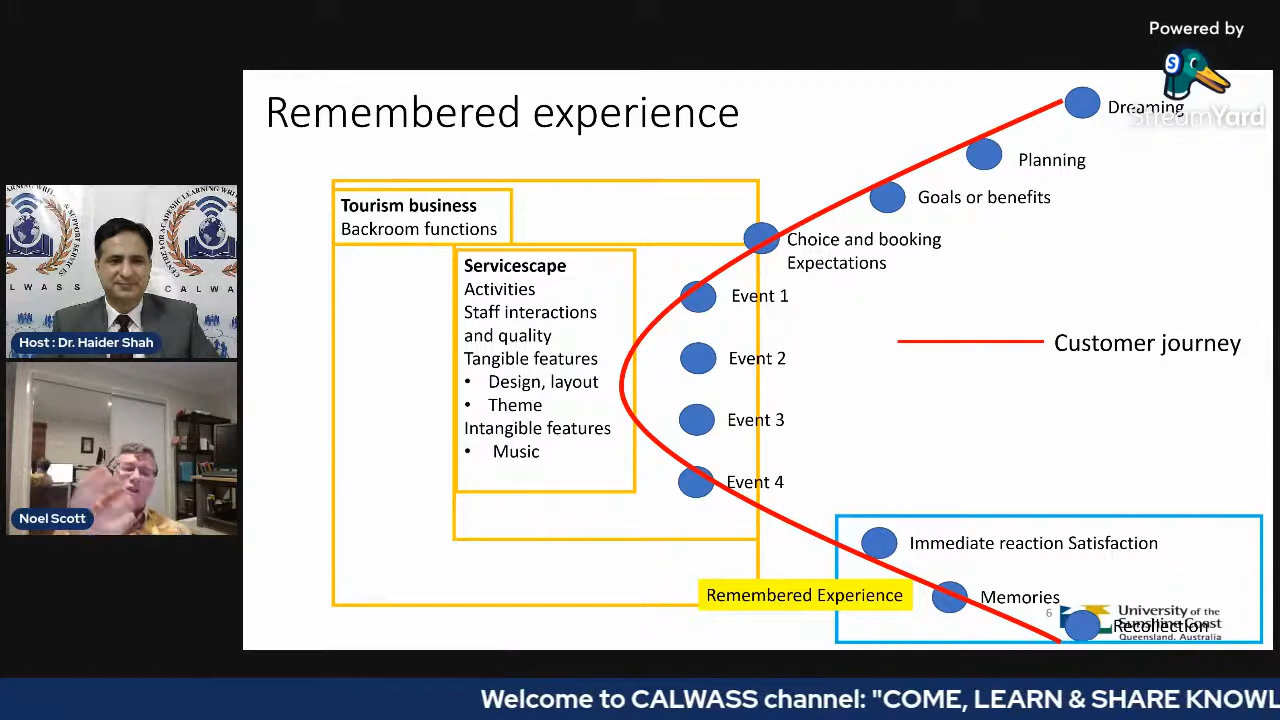 Powered by
StreamYard
Remembered experience
Dreaming
Planning
Goals or benefits
Choice and booking
Expectations
Tourism business
Backroom functions
Servicescape
Activities
Staff interactions
and quality
Tangible features
• Design, layout
• Theme
Intangible features
• Music
Event 1
Event 2
Event 3
Event 4
Customer journey
Immediate reaction Satisfaction
Remembered Experience
Memories
Recollection
6
University of the
Sunshine Coast
Queensland, Australia
CALWASS
CALWASS
Host : Dr. Haider Shah
Noel Scott
Welcome to CALWASS channel: "COME, LEARN & SHARE KNOWL